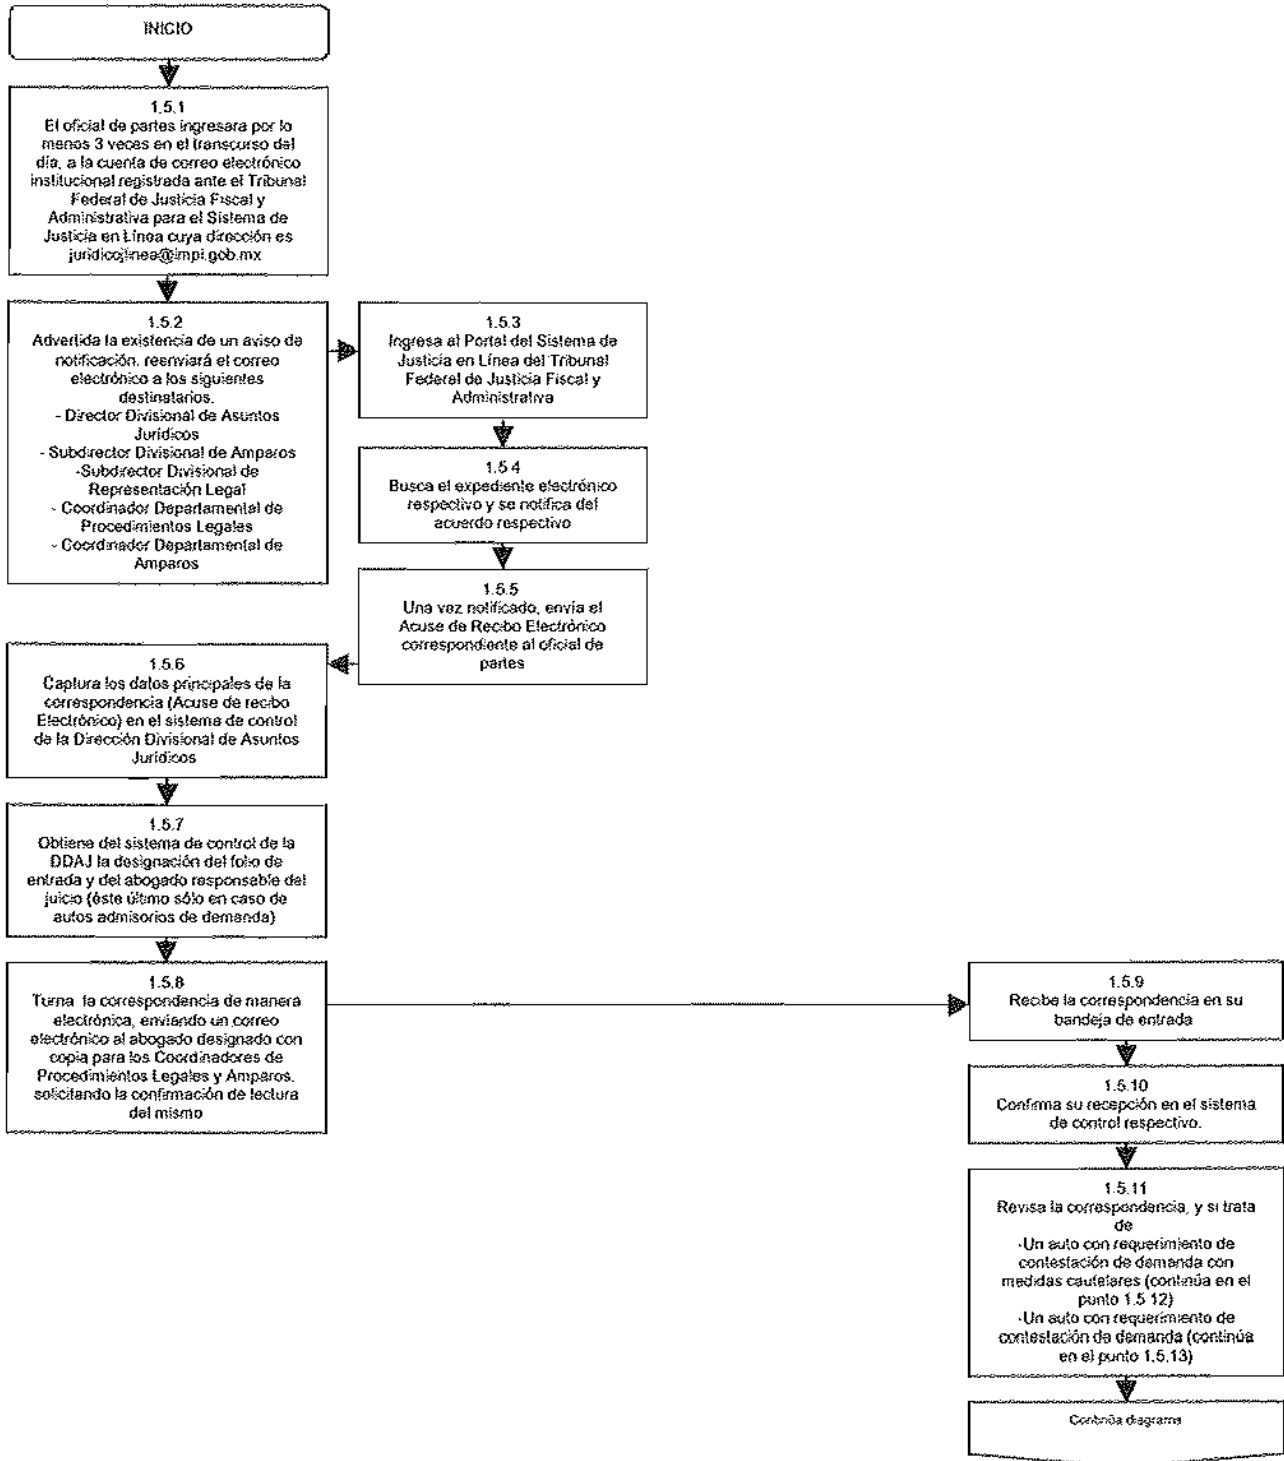 INICIO
1.5.1
El oficial de partes ingresara por lo
menos 3 veces en el transcurso del
día, a la cuenta de correo electrónico
institucional registrada ante el Tribunal
Federal de Justicia Fiscal y
Administrativa para el Sistema de
Justicia en Línea cuya dirección es
juridicojlinea@impi.gob.mx
1.5.2
Advertida la existencia de un aviso de
notificación, reenviará el correo
electrónico a los siguientes
destinatarios.
- Director Divisional de Asuntos
Jurídicos
- Subdirector Divisional de Amparos
-Subdirector Divisional de
Representación Legal
- Coordinador Departamental de
Procedimientos Legales
- Coordinador Departamental de
Amparos
1.5.3
Ingresa al Portal del Sistema de
Justicia en Línea del Tribunal
Federal de Justicia Fiscal y
Administrativa
1.5.4
Busca el expediente electrónico
respectivo y se notifica del
acuerdo respectivo
1.5.5
Una vez notificado, envía el
Acuse de Recibo Electrónico
correspondiente al oficial de
partes
1.5.6
Captura los datos principales de la
correspondencia (Acuse de recibo
Electrónico) en el sistema de control
de la Dirección Divisional de Asuntos
Jurídicos
1.5.7
Obtiene del sistema de control de la
DDAJ la designación del folio de
entrada y del abogado responsable del
juicio (éste último sólo en caso de
autos admisorios de demanda)
1.5.8
Turna la correspondencia de manera
electrónica, enviando un correo
electrónico al abogado designado con
copia para los Coordinadores de
Procedimientos Legales y Amparos,
solicitando la confirmación de lectura
del mismo
1.5.9
Recibe la correspondencia en su
bandeja de entrada
1.5.10
Confirma su recepción en el sistema
de control respectivo.
1.5.11
Revisa la correspondencia, y si trata
de
-Un auto con requerimiento de
contestación de demanda con
medidas cautelares (continúa en el
punto 1.5.12)
-Un auto con requerimiento de
contestación de demanda (continúa
en el punto 1.5.13)
Continúa diagrama